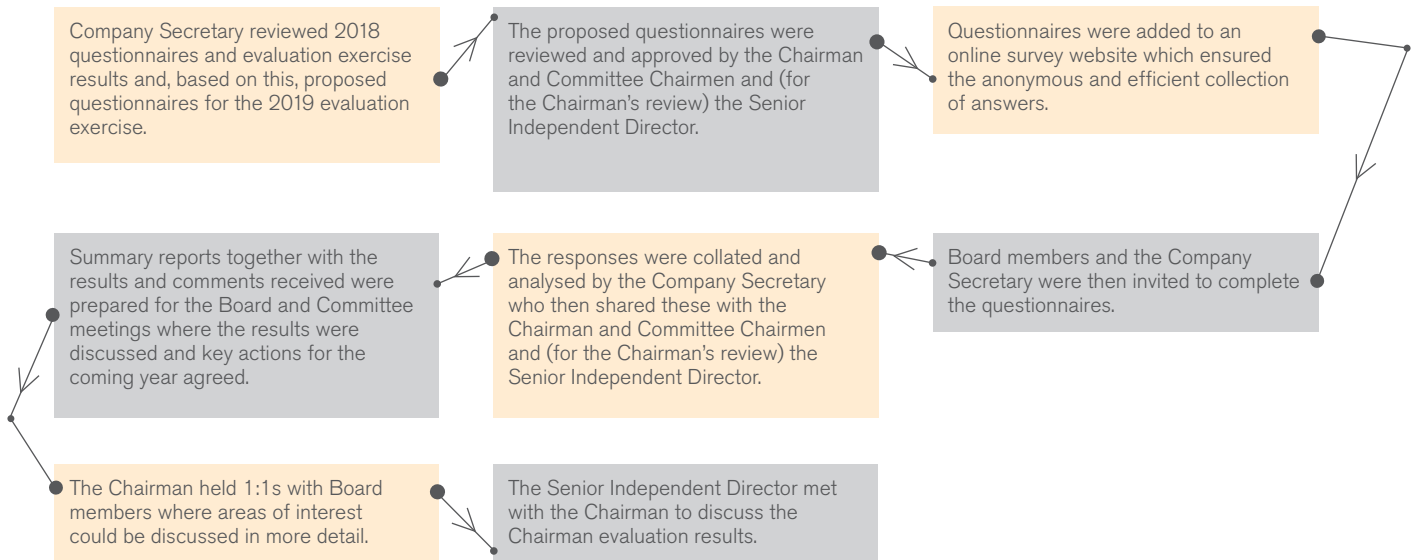 Company Secretary reviewed 2018
questionnaires and evaluation exercise
results and, based on this, proposed
questionnaires for the 2019 evaluation
exercise.
The proposed questionnaires were
reviewed and approved by the Chairman
and Committee Chairmen and (for
the Chairman's review) the Senior
Independent Director.
Questionnaires were added to an
online survey website which ensured
the anonymous and efficient collection
of answers.
Board members and the Company
Secretary were then invited to complete
the questionnaires.
The responses were collated and
analysed by the Company Secretary
who then shared these with the
Chairman and Committee Chairmen
and (for the Chairman's review) the
Senior Independent Director.
Summary reports together with the
results and comments received were
prepared for the Board and Committee
meetings where the results were
discussed and key actions for the
coming year agreed.
The Chairman held 1:1s with Board
members where areas of interest
could be discussed in more detail.
The Senior Independent Director met
with the Chairman to discuss the
Chairman evaluation results.